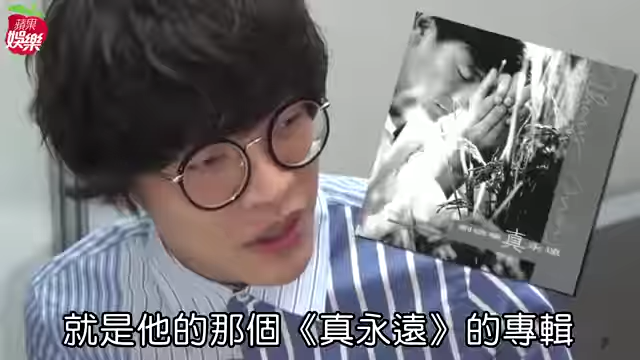 蘋果
娛樂
真
永遠
就是他的那個《真永遠》的專輯